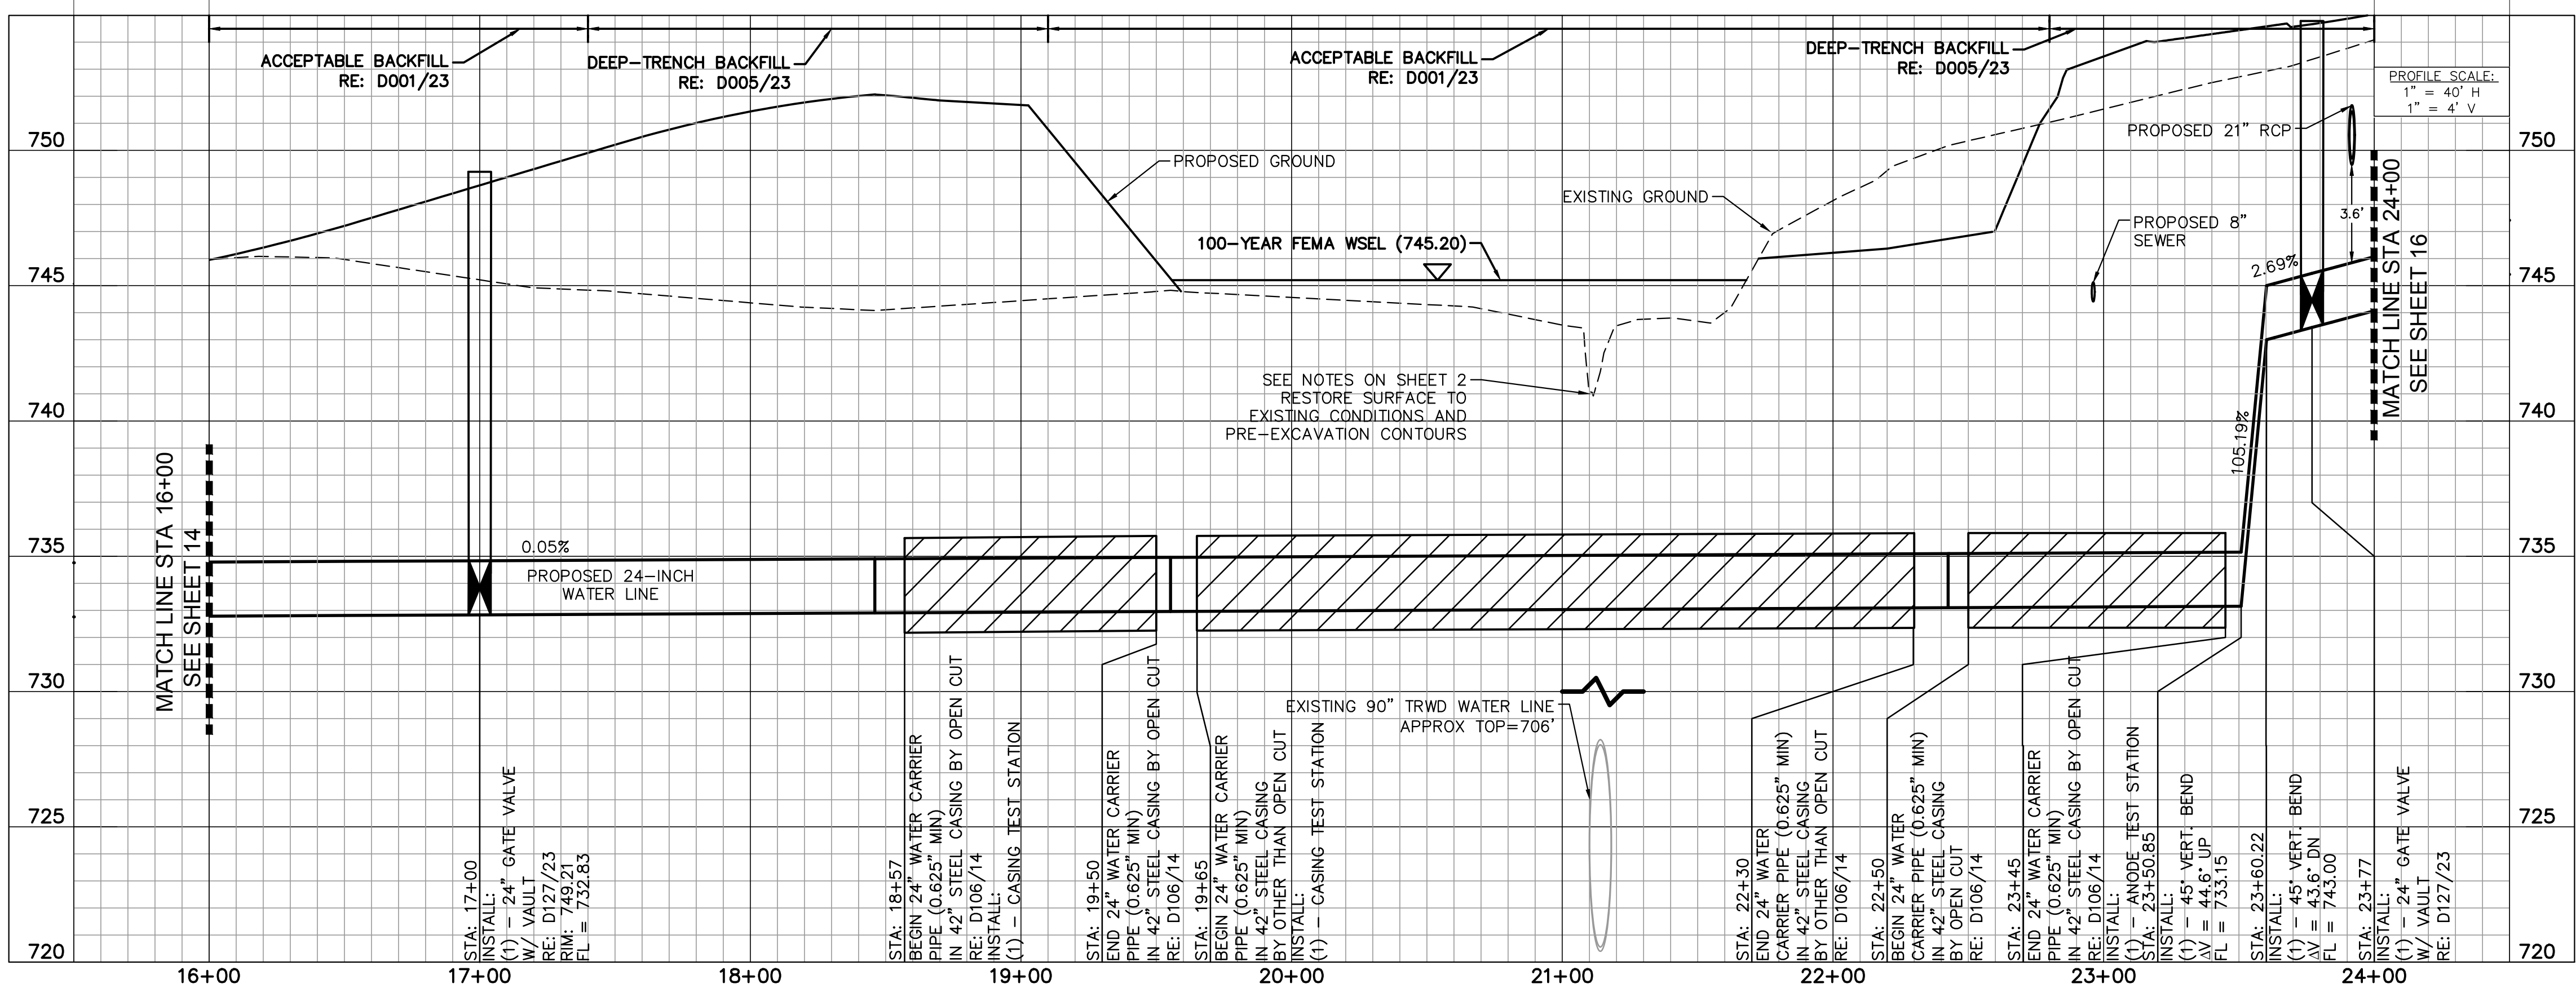 ACCEPTABLE BACKFILL
RE: D001/23
DEEP-TRENCH BACKFILL
RE: D005/23
ACCEPTABLE BACKFILL
RE: D001/23
DEEP-TRENCH BACKFILL
RE: D005/23
PROFILE SCALE:
1" = 40' H
1" = 4' V
750
745
740
735
730
725
720
750
745
740
735
730
725
720
PROPOSED GROUND
EXISTING GROUND
100-YEAR FEMA WSEL (745.20)
PROPOSED 21" RCP
3.6'
PROPOSED 8"
SEWER
2.69%
105.19%
MATCH LINE STA 24+00
SEE SHEET 16
SEE NOTES ON SHEET 2
RESTORE SURFACE TO
EXISTING CONDITIONS AND
PRE-EXCAVATION CONTOURS
MATCH LINE STA 16+00
SEE SHEET 14
0.05%
PROPOSED 24-INCH
WATER LINE
EXISTING 90" TRWD WATER LINE
APPROX TOP=706'
STA: 17+00
INSTALL:
(1) - 24" GATE VALVE
W/ VAULT
RE: D127/23
RIM: 749.21
FL = 732.83
STA: 18+57
BEGIN 24" WATER CARRIER
PIPE (0.625" MIN)
IN 42" STEEL CASING BY OPEN CUT
RE: D106/14
INSTALL:
(1) - CASING TEST STATION
STA: 19+50
END 24" WATER CARRIER
PIPE (0.625" MIN)
IN 42" STEEL CASING BY OPEN CUT
RE: D106/14
STA: 19+65
BEGIN 24" WATER CARRIER
PIPE (0.625" MIN)
IN 42" STEEL CASING
BY OTHER THAN OPEN CUT
INSTALL:
(1) - CASING TEST STATION
STA: 22+30
END 24" WATER
CARRIER PIPE (0.625" MIN)
IN 42" STEEL CASING
BY OTHER THAN OPEN CUT
RE: D106/14
STA: 22+50
BEGIN 24" WATER
CARRIER PIPE (0.625" MIN)
IN 42" STEEL CASING
BY OPEN CUT
RE: D106/14
STA: 23+45
END 24" WATER CARRIER
PIPE (0.625" MIN)
IN 42" STEEL CASING BY OPEN CUT
RE: D106/14
INSTALL:
(1) - ANODE TEST STATION
STA: 23+50.85
INSTALL:
(1) - 45° VERT. BEND
ΔV = 44.6° UP
FL = 733.15
STA: 23+60.22
INSTALL:
(1) - 45° VERT. BEND
ΔV = 43.6° DN
FL = 743.00
STA: 23+77
INSTALL:
(1) - 24" GATE VALVE
W/ VAULT
RE: D127/23
16+00
17+00
18+00
19+00
20+00
21+00
22+00
23+00
24+00